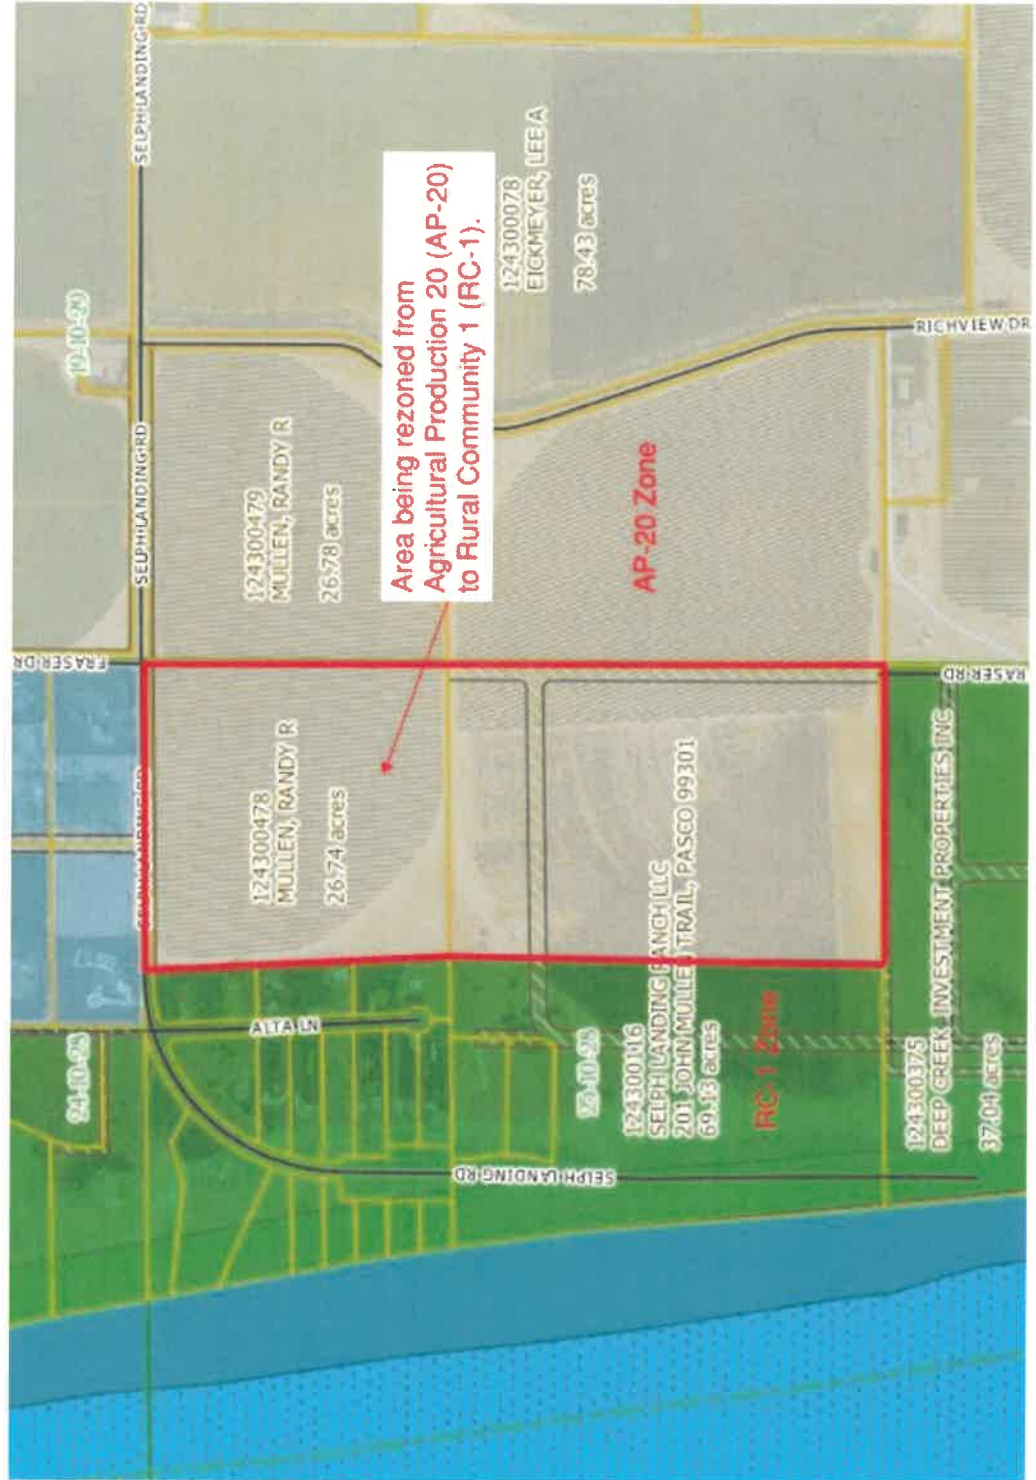 SELPH LANDING RD
19-10-29
SELPH LANDING RD
FRASER DR
24-10-28
ALTA LN
124300479
MULLEN, RANDY R
26.78 acres
124300478
MULLEN, RANDY R
26.74 acres
Area being rezoned from
Agricultural Production 20 (AP-20)
to Rural Community 1 (RC-1).
124300078
EICKMEYER, LEE A
78.43 acres
AP-20 Zone
SELPH LANDING RD
25-10-28
124300116
SELPH LANDING RANCH LLC
201 JOHN MULLEN TRAIL, PASCO 99301
69.13 acres
RC-1 Zone
RICHVIEW DR
RASER RD
124300375
DEEP CREEK INVESTMENT PROPERTIES INC
37.04 acres